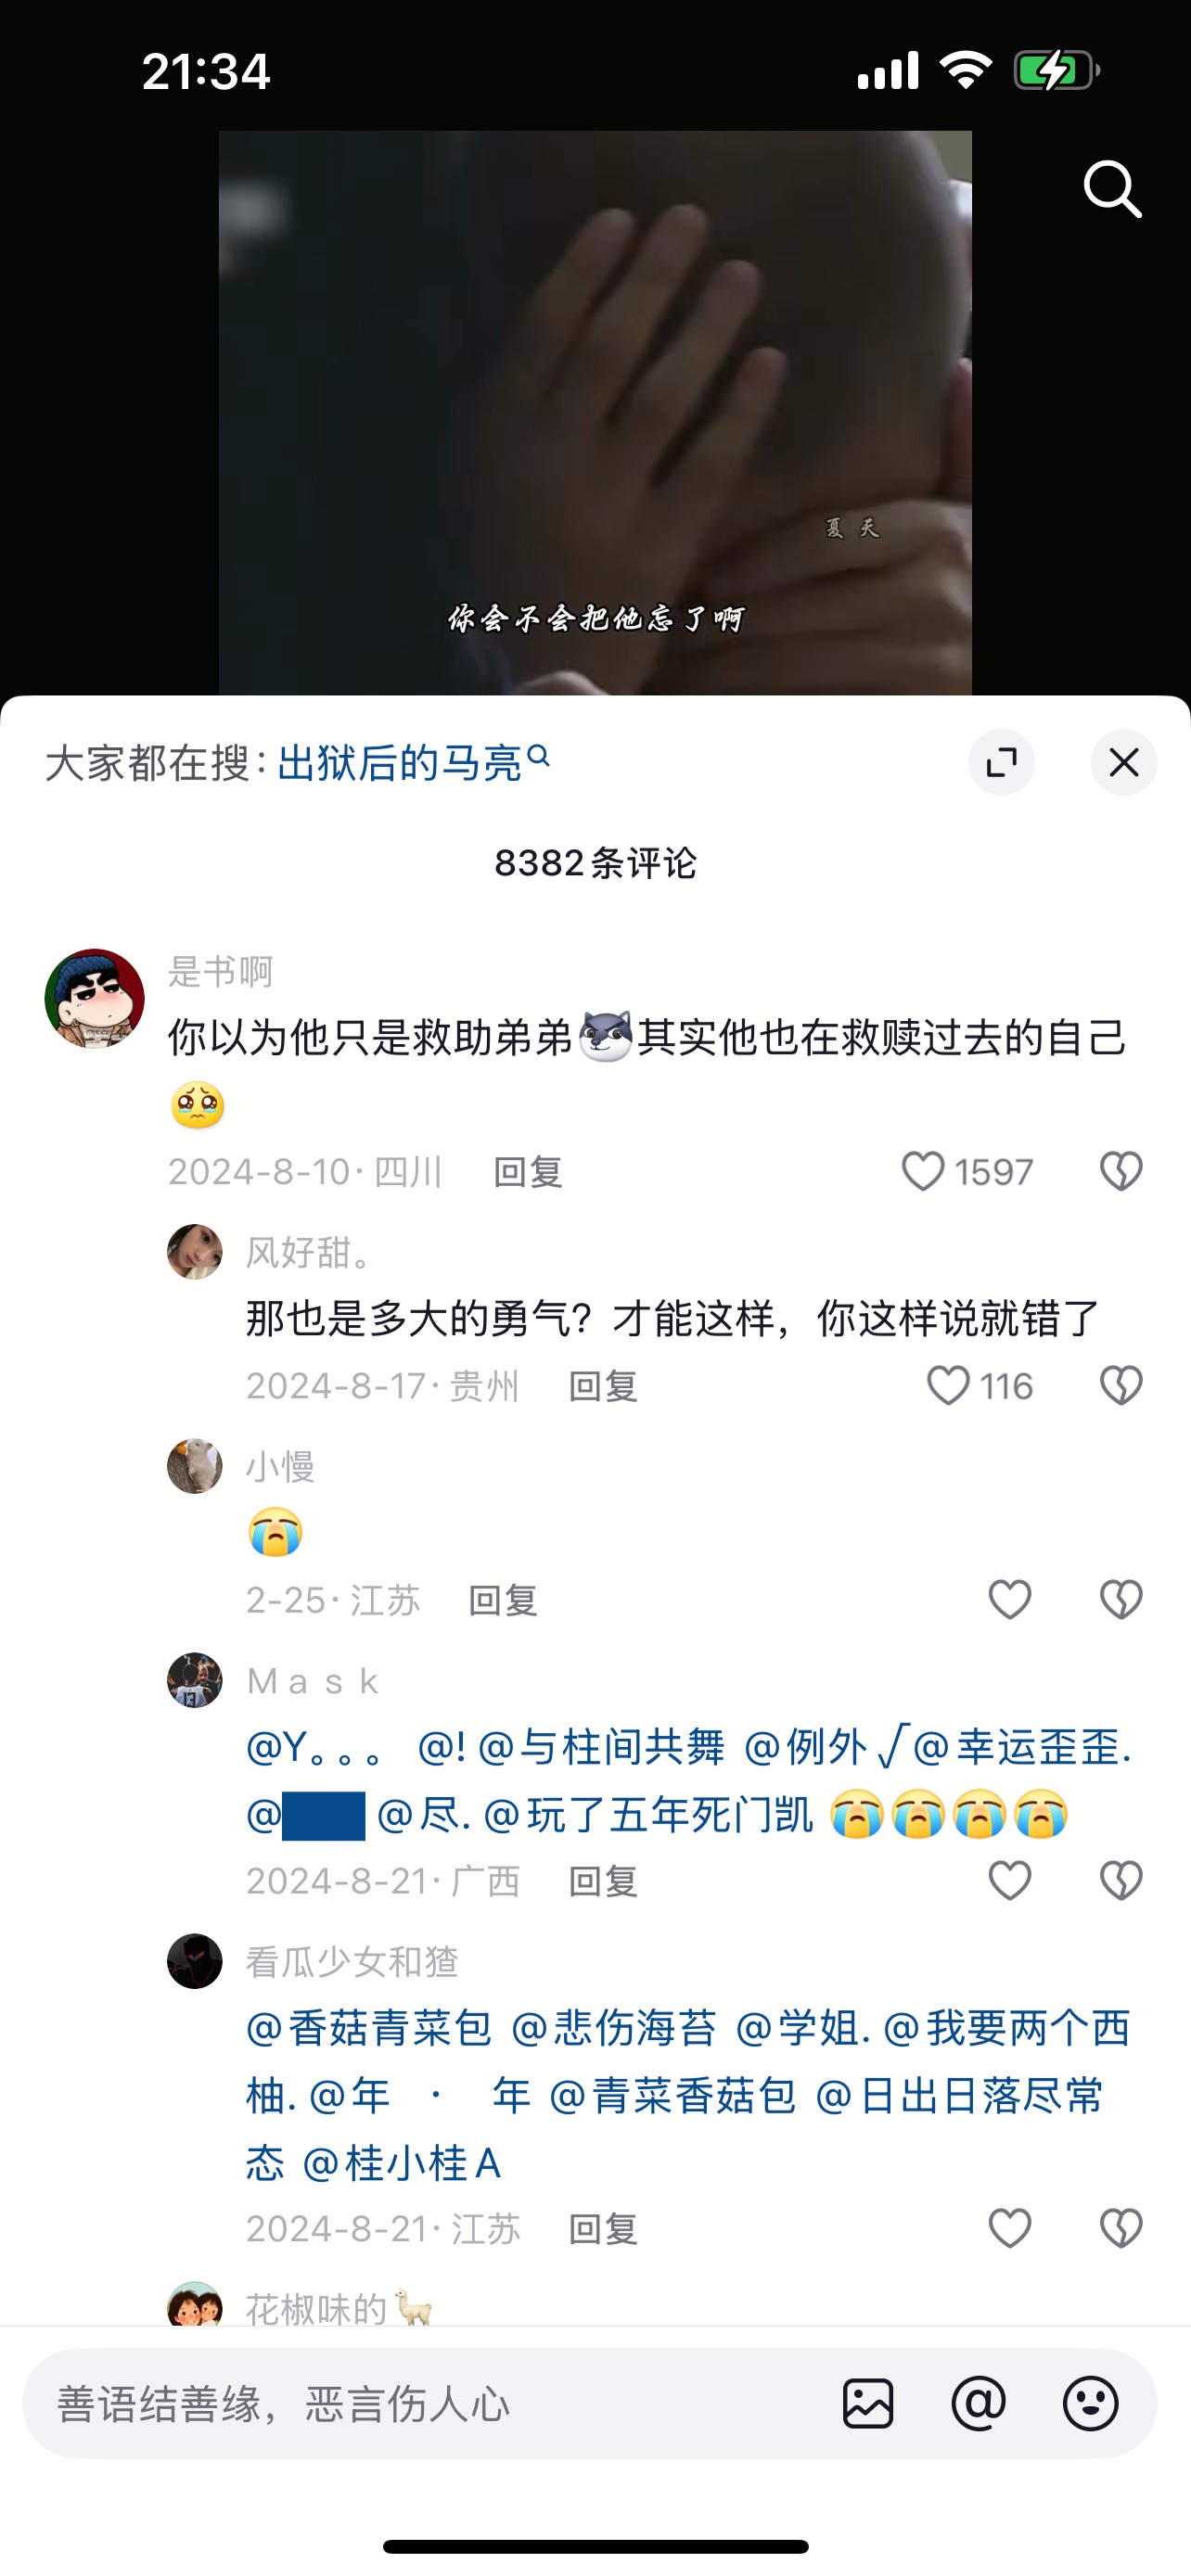 21:34
夏天
你会不会把他忘了啊
大家都在搜：出狱后的马亮
8382条评论
是书啊
你以为他只是救助弟弟其实他也在救赎过去的自己
🥺
2024-8-10·四川 回复 1597
风好甜。
那也是多大的勇气？才能这样，你这样说就错了
2024-8-17·贵州 回复 116
小慢
😭
2-25·江苏 回复
Ｍａｓｋ
@Y。。。 @! @与柱间共舞 @例外√@幸运歪歪.
@███ @尽. @玩了五年死门凯 😭😭😭😭
2024-8-21·广西 回复
看瓜少女和猹
@香菇青菜包 @悲伤海苔 @学姐. @我要两个西
柚. @年 · 年 @青菜香菇包 @日出日落尽常
态 @桂小桂A
2024-8-21·江苏 回复
花椒味的🦙
善语结善缘，恶言伤人心